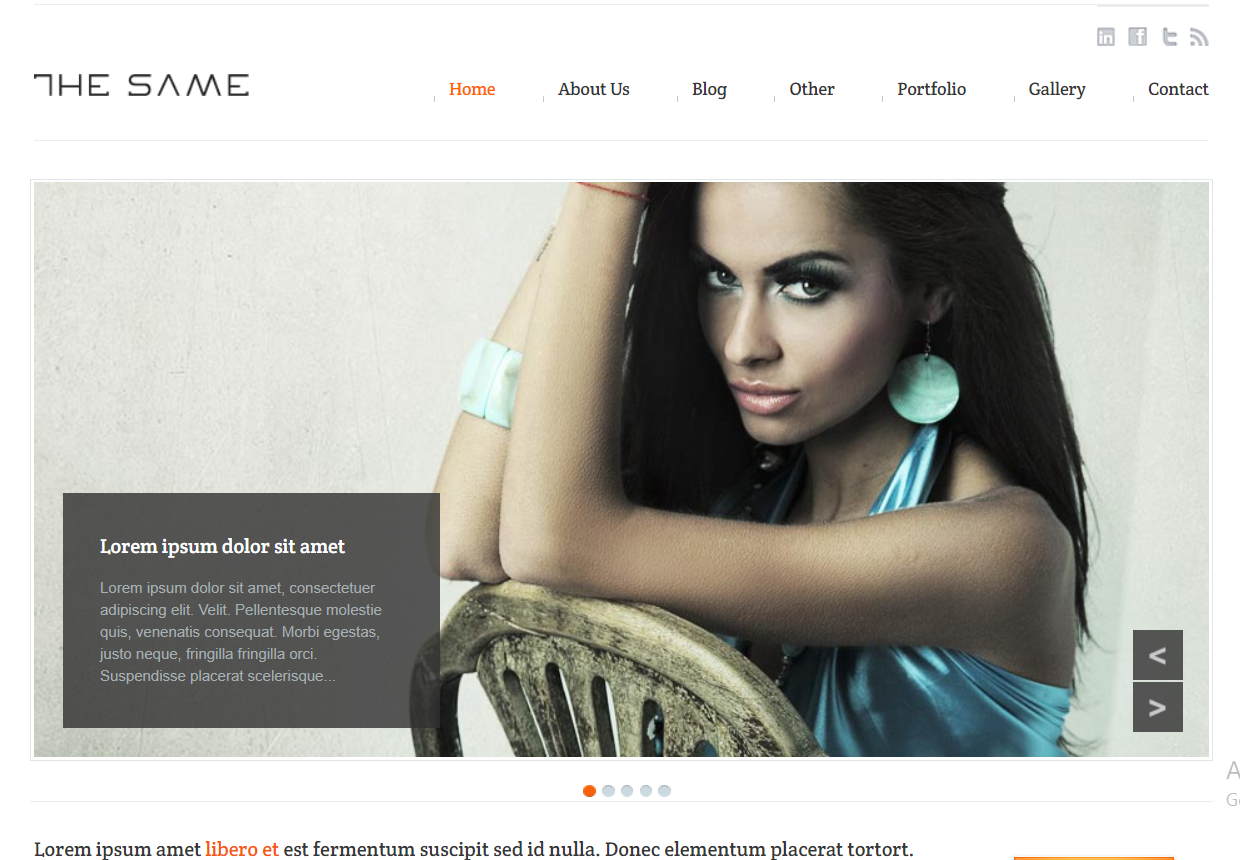 THE SAME
Home About Us Blog Other Portfolio Gallery Contact
Lorem ipsum dolor sit amet
Lorem ipsum dolor sit amet, consectetuer
adipiscing elit. Velit. Pellentesque molestie
quis, venenatis consequat. Morbi egestas,
justo neque, fringilla fringilla orci.
Suspendisse placerat scelerisque...
<
>
Lorem ipsum amet libero et est fermentum suscipit sed id nulla. Donec elementum placerat tortort.